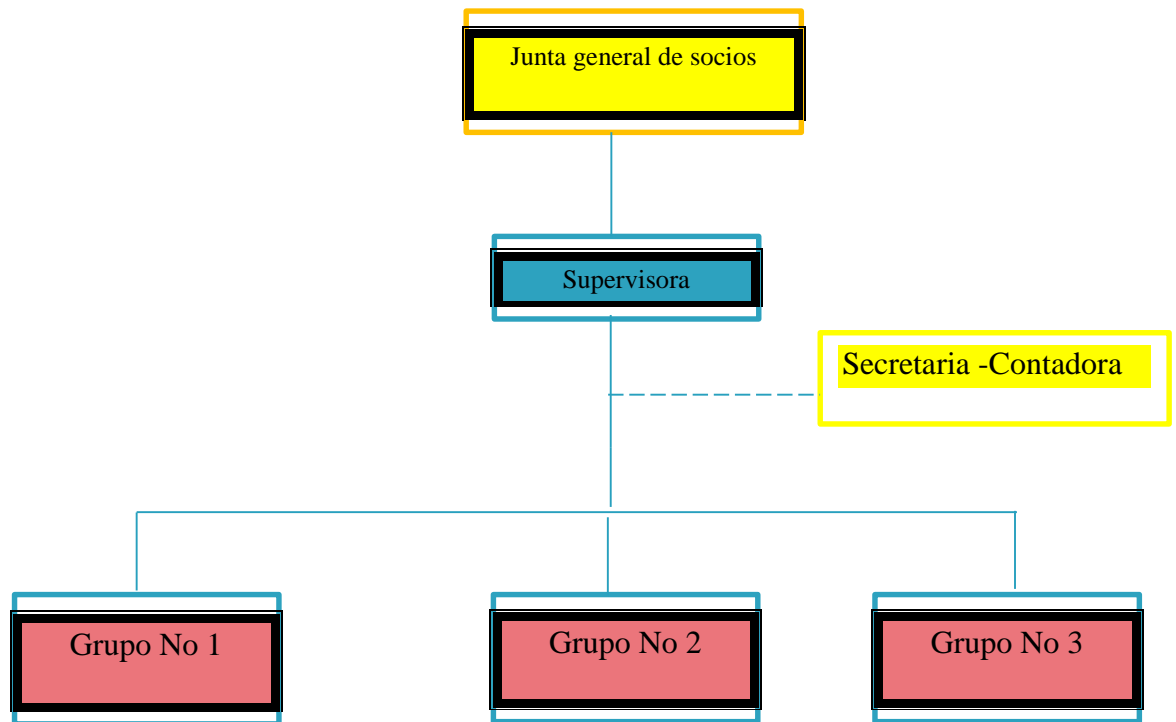 Junta general de socios
Supervisora
Secretaria -Contadora
Grupo No 1
Grupo No 2
Grupo No 3